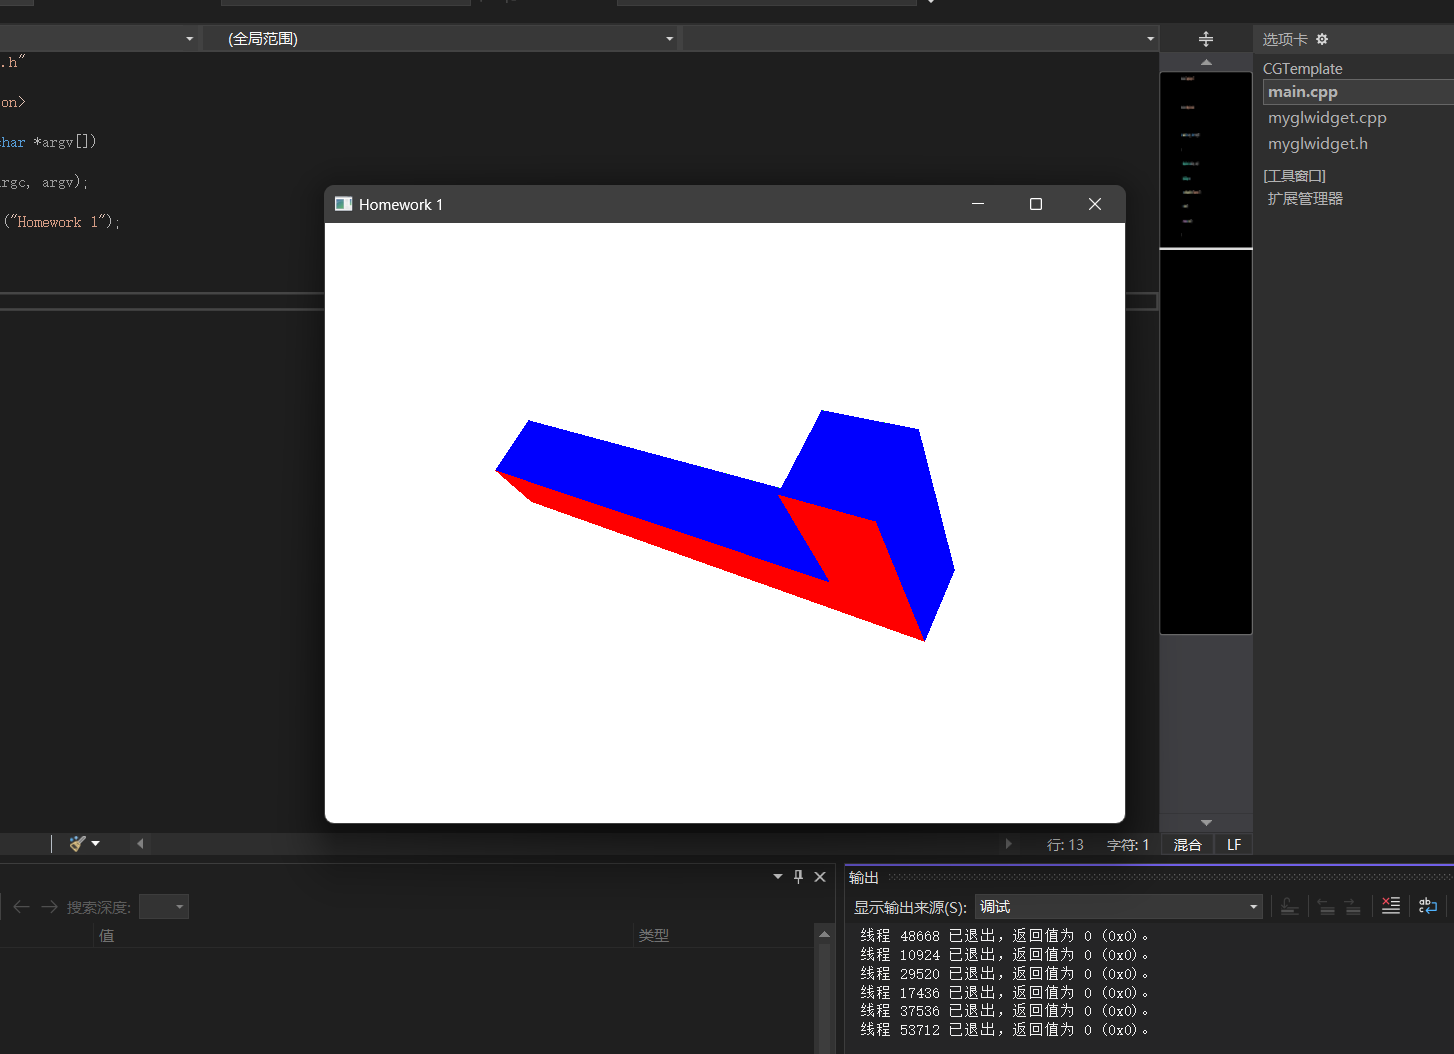 (全局范围)
选项卡
.h"
CGTemplate
main.cpp
on>
myglwidget.cpp
char *argv[])
myglwidget.h
[工具窗口]
argc, argv);
扩展管理器
Homework 1
("Homework 1");
行: 13 字符: 1 混合 LF
输出
搜索深度:
显示输出来源(S): 调试
值 类型
线程 48668 已退出，返回值为 0 (0x0)。
线程 10924 已退出，返回值为 0 (0x0)。
线程 29520 已退出，返回值为 0 (0x0)。
线程 17436 已退出，返回值为 0 (0x0)。
线程 37536 已退出，返回值为 0 (0x0)。
线程 53712 已退出，返回值为 0 (0x0)。